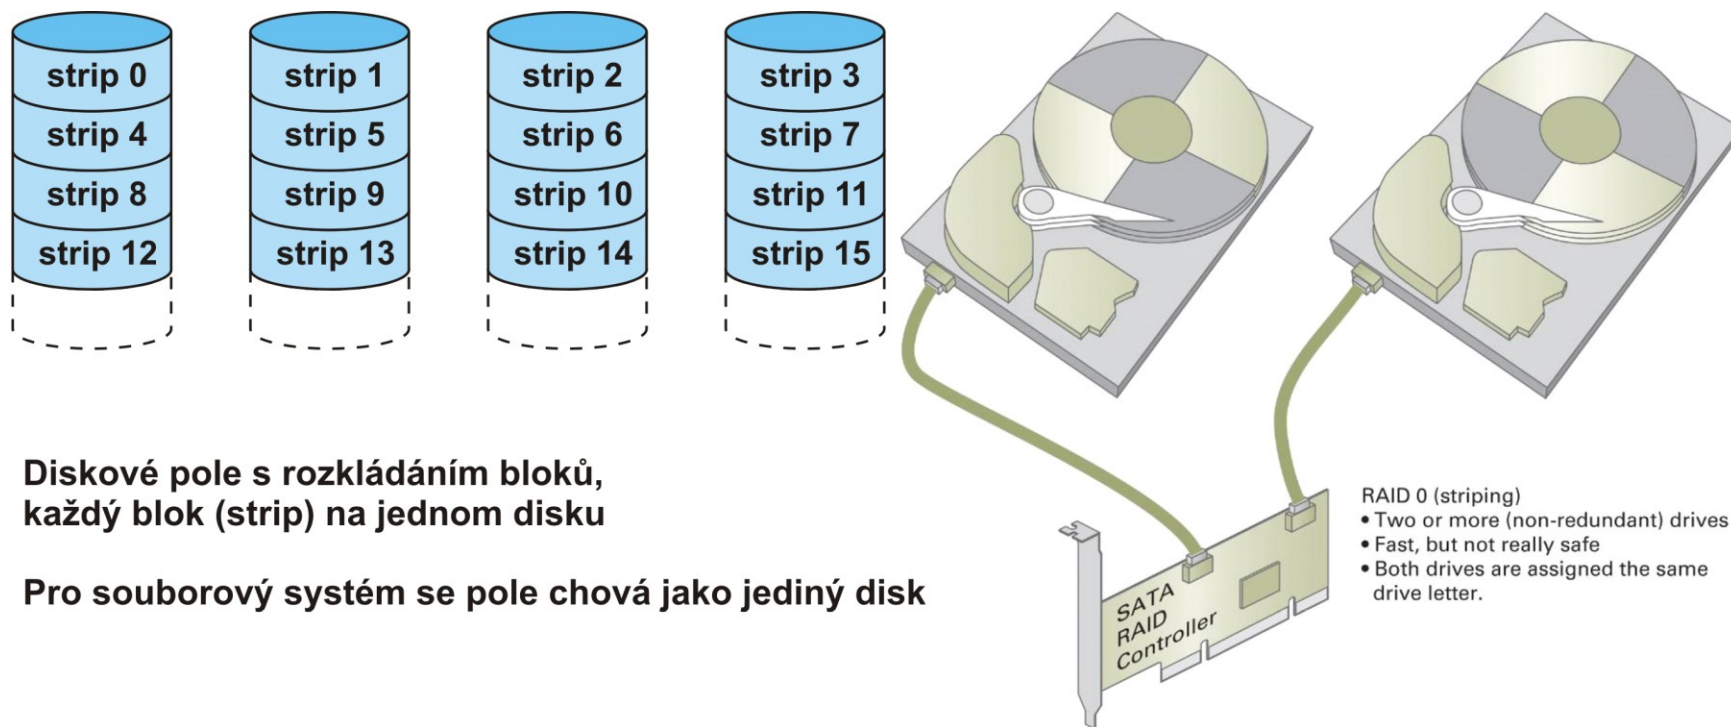 strip 0
strip 1
strip 2
strip 3
strip 4
strip 5
strip 6
strip 7
strip 8
strip 9
strip 10
strip 11
strip 12
strip 13
strip 14
strip 15
Diskové pole s rozkládáním bloků,
každý blok (strip) na jednom disku
Pro souborový systém se pole chová jako jediný disk
SATA
RAID
Controller
RAID 0 (striping)
• Two or more (non-redundant) drives
• Fast, but not really safe
• Both drives are assigned the same
drive letter.